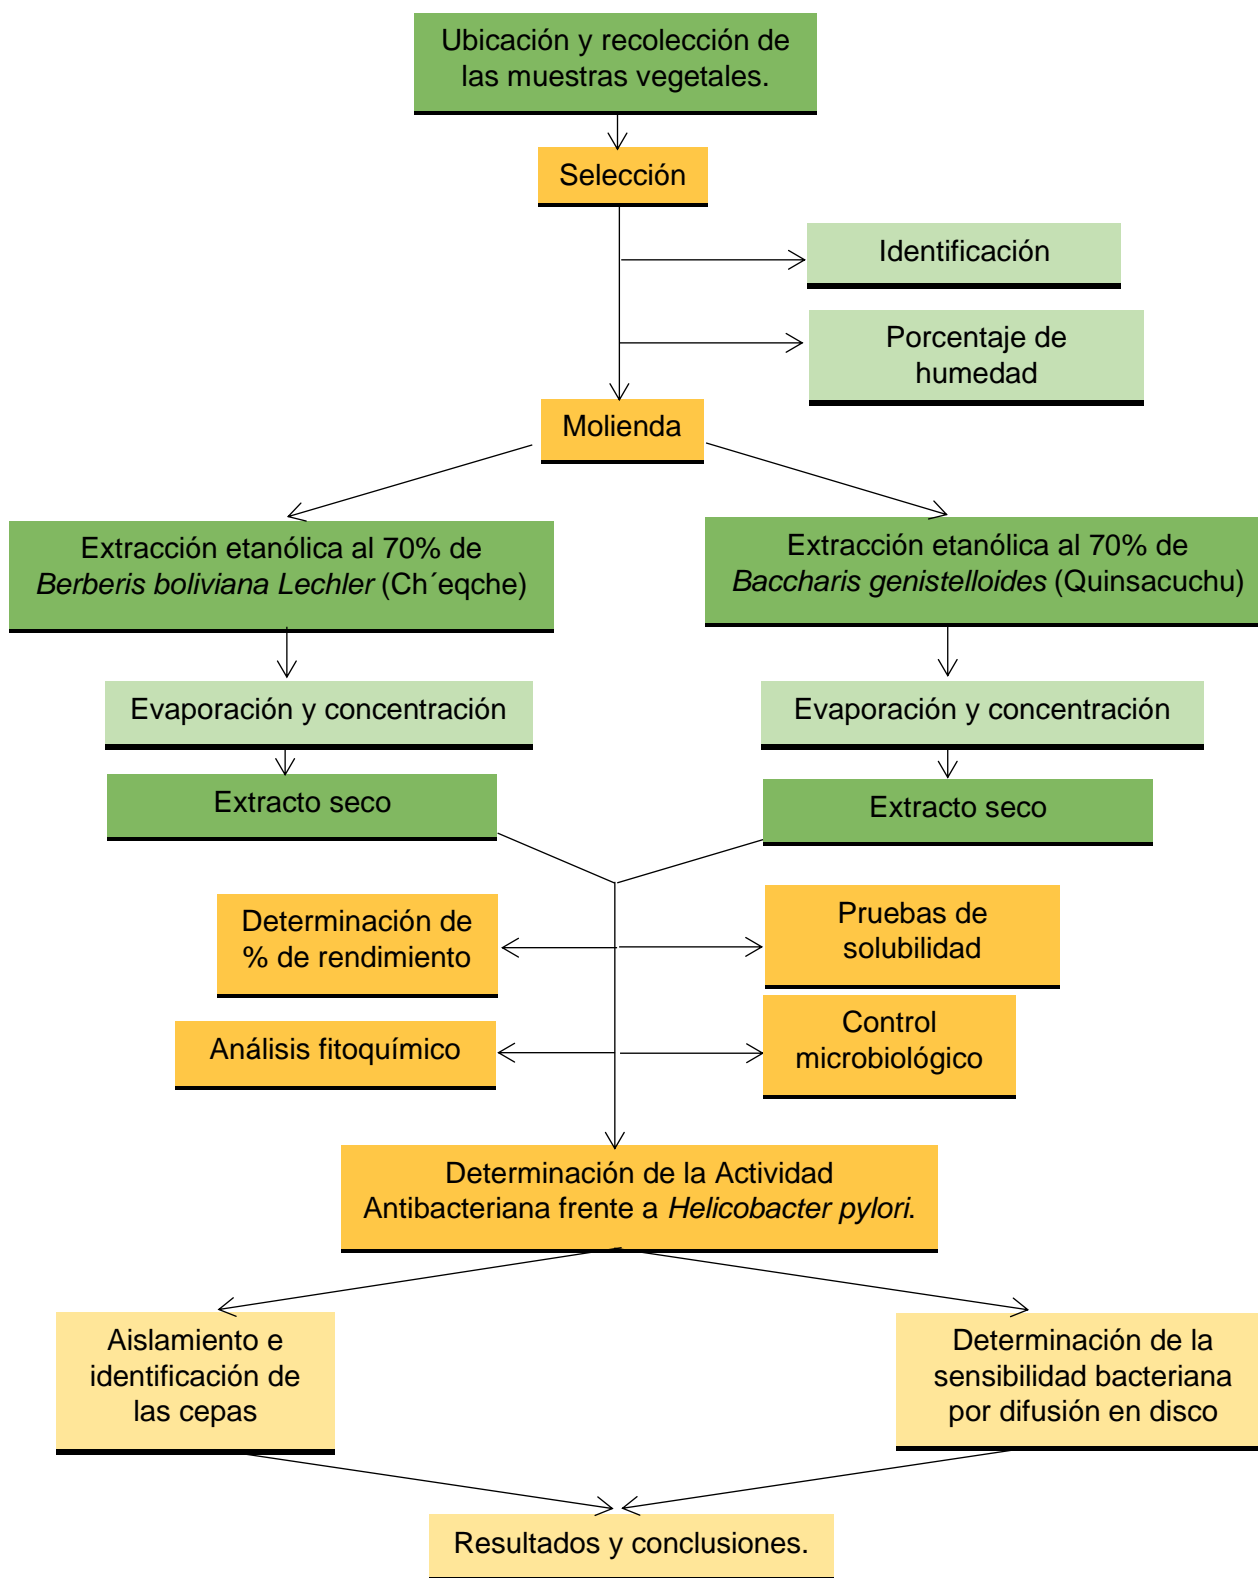 Ubicación y recolección de
las muestras vegetales.
Selección
Identificación
Porcentaje de
humedad
Molienda
Extracción etanólica al 70% de
Berberis boliviana Lechler (Ch´eqche)
Extracción etanólica al 70% de
Baccharis genistelloides (Quinsacuchu)
Evaporación y concentración
Evaporación y concentración
Extracto seco
Extracto seco
Determinación de
% de rendimiento
Pruebas de
solubilidad
Análisis fitoquímico
Control
microbiológico
Determinación de la Actividad
Antibacteriana frente a Helicobacter pylori.
Aislamiento e
identificación de
las cepas
Determinación de la
sensibilidad bacteriana
por difusión en disco
Resultados y conclusiones.